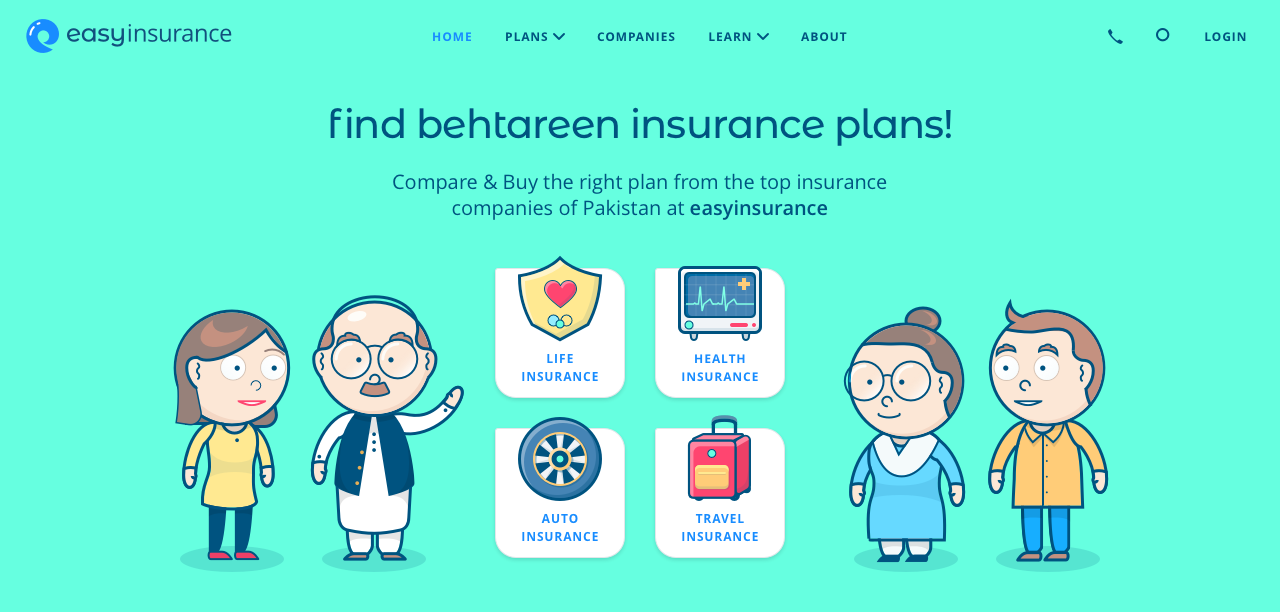 easyinsurance
HOME
PLANS
COMPANIES
LEARN
ABOUT
LOGIN
find behtareen insurance plans!
Compare & Buy the right plan from the top insurance
companies of Pakistan at easyinsurance
LIFE
INSURANCE
HEALTH
INSURANCE
AUTO
INSURANCE
TRAVEL
INSURANCE